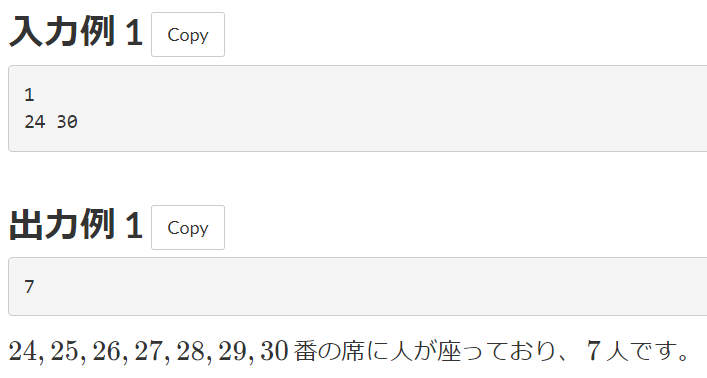 入力例 1 Copy
1
24 30
出力例 1 Copy
7
24, 25, 26, 27, 28, 29, 30 番の席に人が座っており、 7 人です。